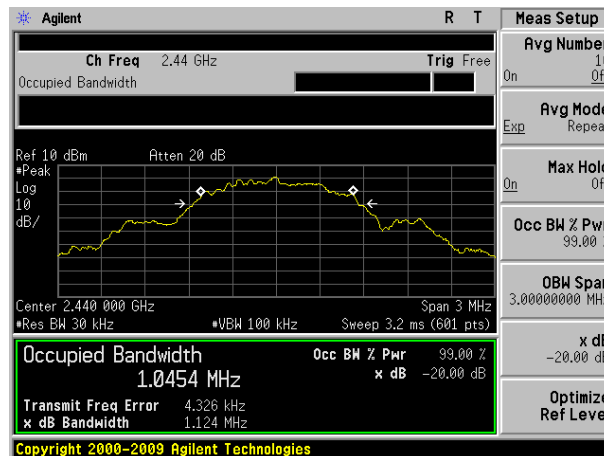 Agilent R T Meas Setup
Avg Number
On
Ch Freq 2.44 GHz Trig Free
Occupied Bandwidth
Avg Mode
Exp Repeat
Ref 10 dBm Atten 20 dB
#Peak
Log
10
dB/
Max Hold
On
Occ BW % Pwr
99.00 %
OBW Span
3.00000000 MHz
Center 2.440 000 GHz Span 3 MHz
#Res BW 30 kHz #VBW 100 kHz Sweep 3.2 ms (601 pts)
x dB
-20.00 dB
Optimize
Ref Level
Occupied Bandwidth Occ BW % Pwr 99.00 %
1.0454 MHz x dB -20.00 dB
Transmit Freq Error 4.326 kHz
x dB Bandwidth 1.124 MHz
Copyright 2000-2009 Agilent Technologies